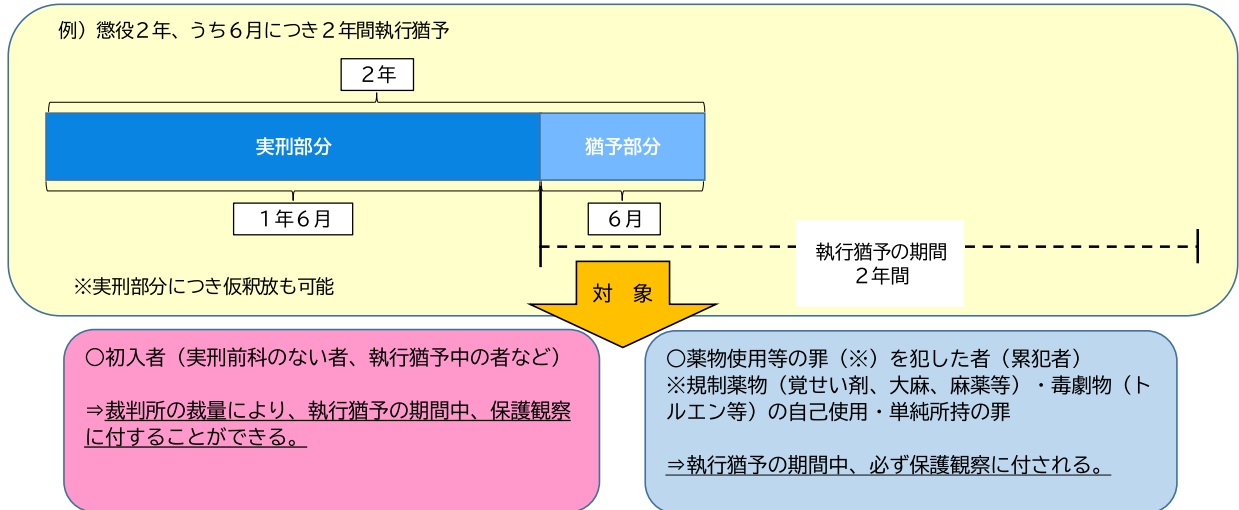 例）懲役２年、うち６月につき２年間執行猶予
２年
実刑部分
猶予部分
１年６月
６月
執行猶予の期間
２年間
※実刑部分につき仮釈放も可能
対　象
〇初入者（実刑前科のない者、執行猶予中の者など）
⇒裁判所の裁量により、執行猶予の期間中、保護観察
に付することができる。
〇薬物使用等の罪（※）を犯した者（累犯者）
※規制薬物（覚せい剤、大麻、麻薬等）・毒劇物（ト
ルエン等）の自己使用・単純所持の罪
⇒執行猶予の期間中、必ず保護観察に付される。